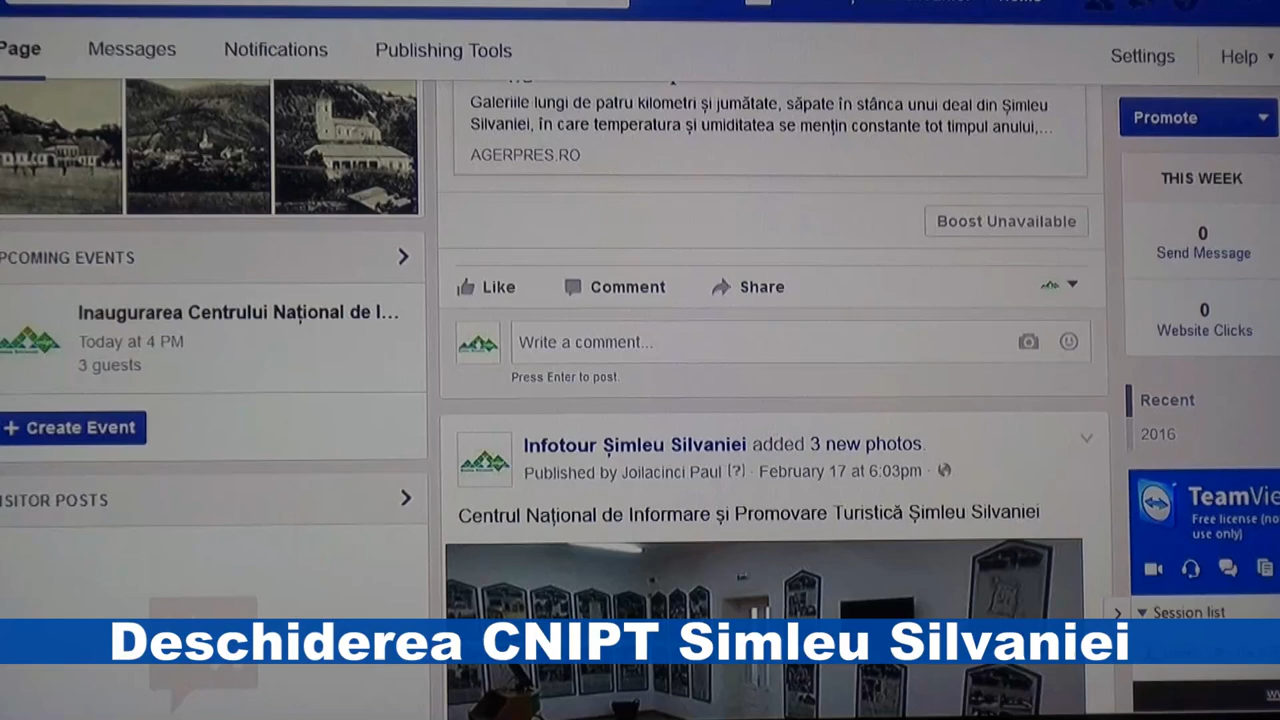 Page Messages Notifications Publishing Tools Settings Help
Galeriile lungi de patru kilometri și jumătate, săpate în stânca unui deal din Șimleu
Silvaniei, în care temperatura și umiditatea se mențin constante tot timpul anului,...
AGERPRES.RO
Boost Unavailable
Like Comment Share
Write a comment...
Press Enter to post.
PCOMING EVENTS
Inaugurarea Centrului Național de I...
Today at 4 PM
3 guests
+ Create Event
ISITOR POSTS
Infotour Șimleu Silvaniei added 3 new photos.
Published by Joilacinci Paul [?] · February 17 at 6:03pm ·
Centrul Național de Informare și Promovare Turistică Șimleu Silvaniei
Promote
THIS WEEK
0
Send Message
0
Website Clicks
Recent
2016
TeamVie
Free license (no
use only)
Session list
Deschiderea CNIPT Simleu Silvaniei